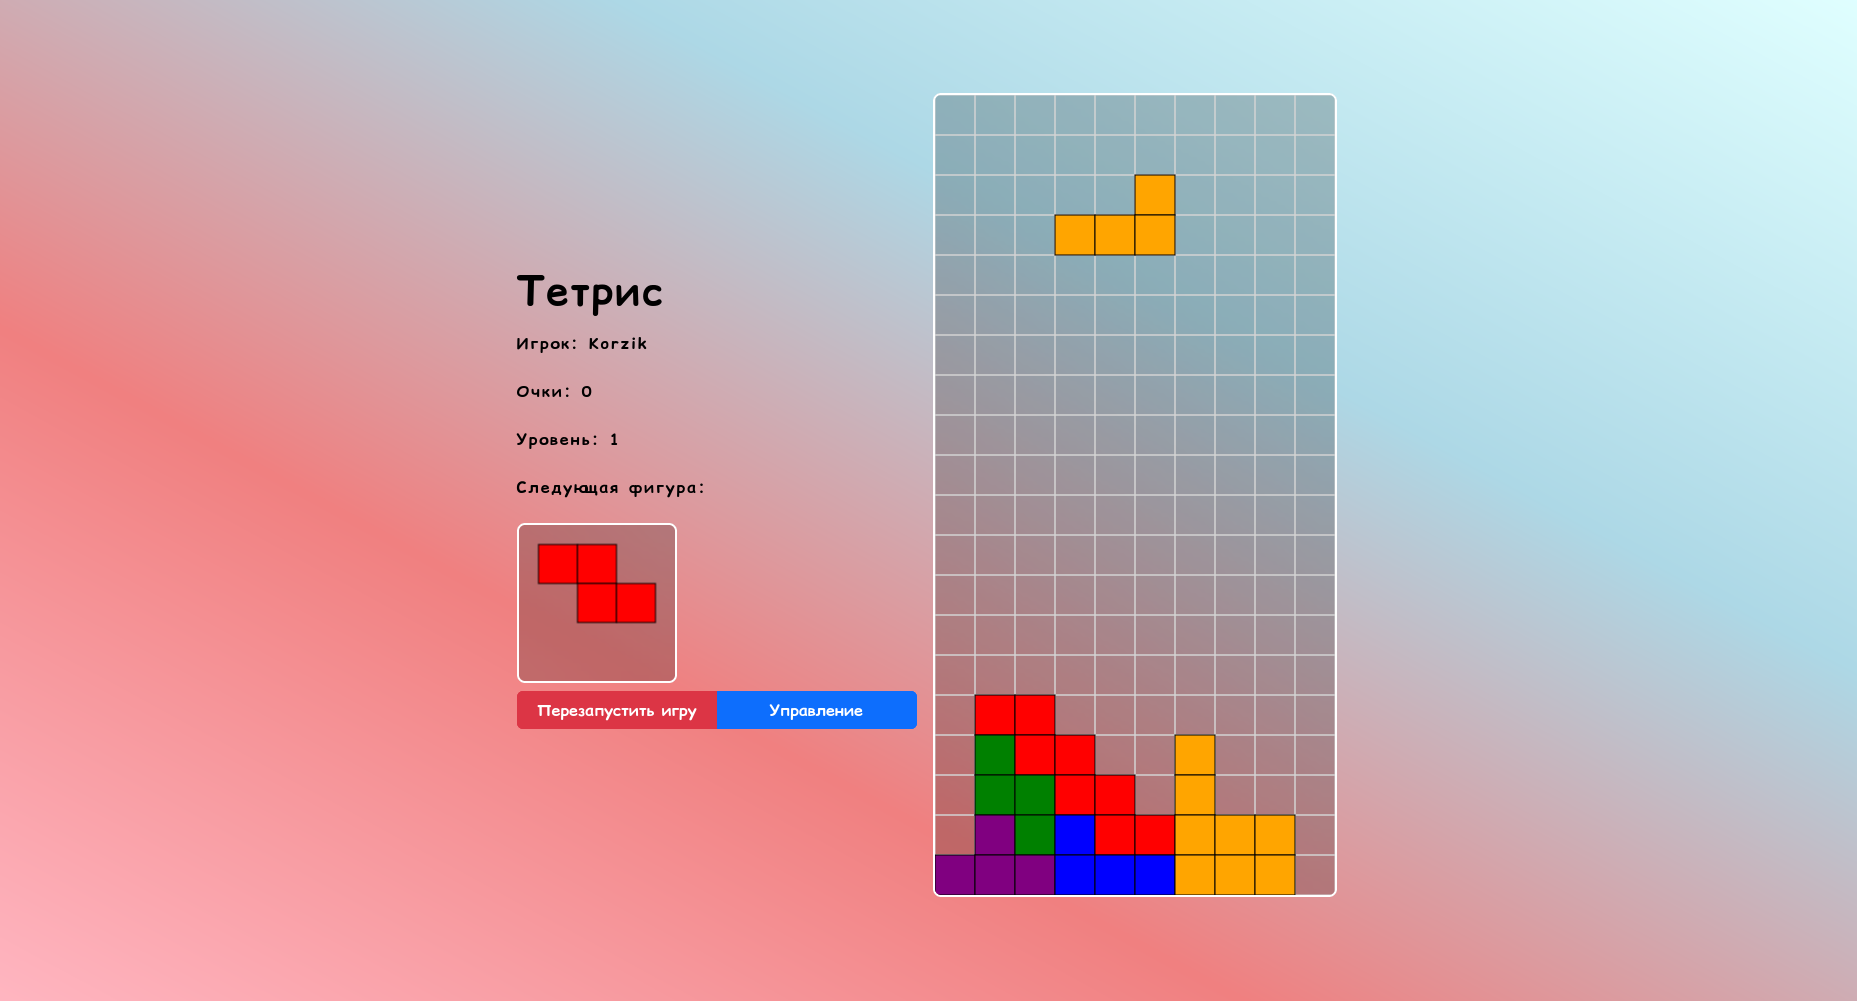 Тетрис
Игрок: Korzik
Очки: 0
Уровень: 1
Следующая фигура:
Перезапустить игру
Управление